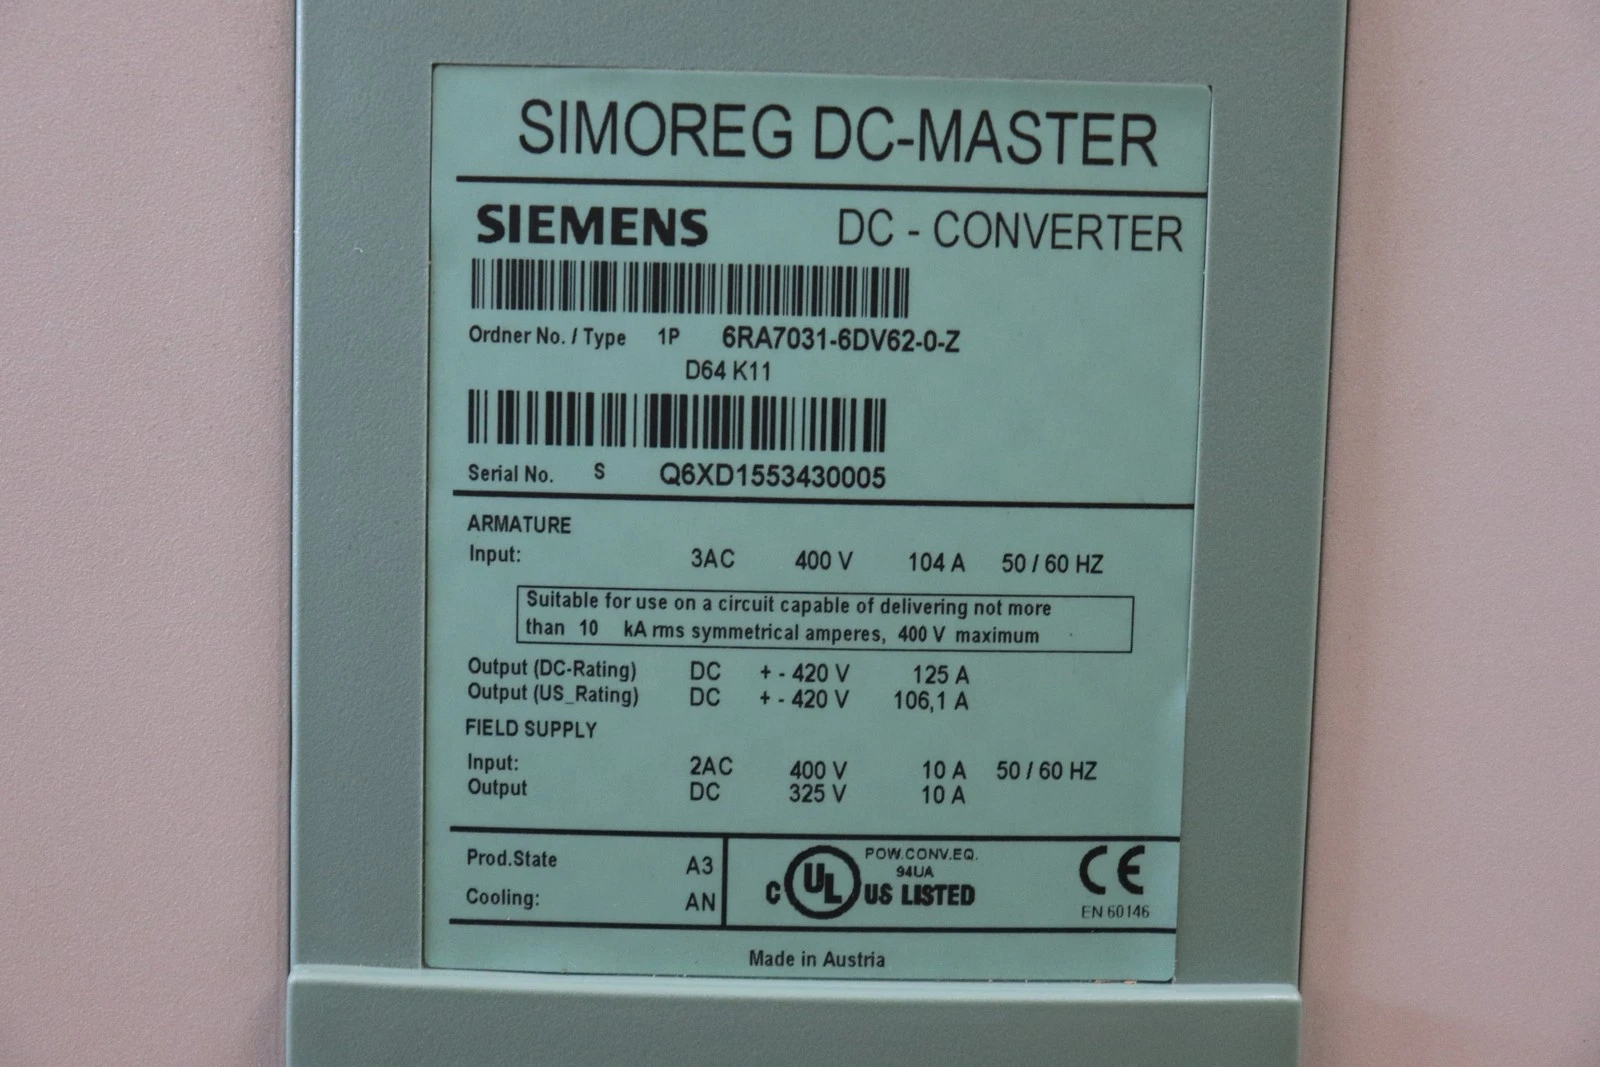 SIMOREG DC-MASTER
SIEMENS DC - CONVERTER
Ordner No. / Type 1P 6RA7031-6DV62-0-Z
D64 K11
Serial No. S Q6XD1553430005
ARMATURE
Input: 3AC 400 V 104 A 50 / 60 HZ
Suitable for use on a circuit capable of delivering not more
than 10 kA rms symmetrical amperes, 400 V maximum
Output (DC-Rating) DC + - 420 V 125 A
Output (US_Rating) DC + - 420 V 106,1 A
FIELD SUPPLY
Input: 2AC 400 V 10 A 50 / 60 HZ
Output DC 325 V 10 A
Prod.State A3
Cooling: AN
POW.CONV.EQ.
94UA
C UL US LISTED
CE
EN 60146
Made in Austria